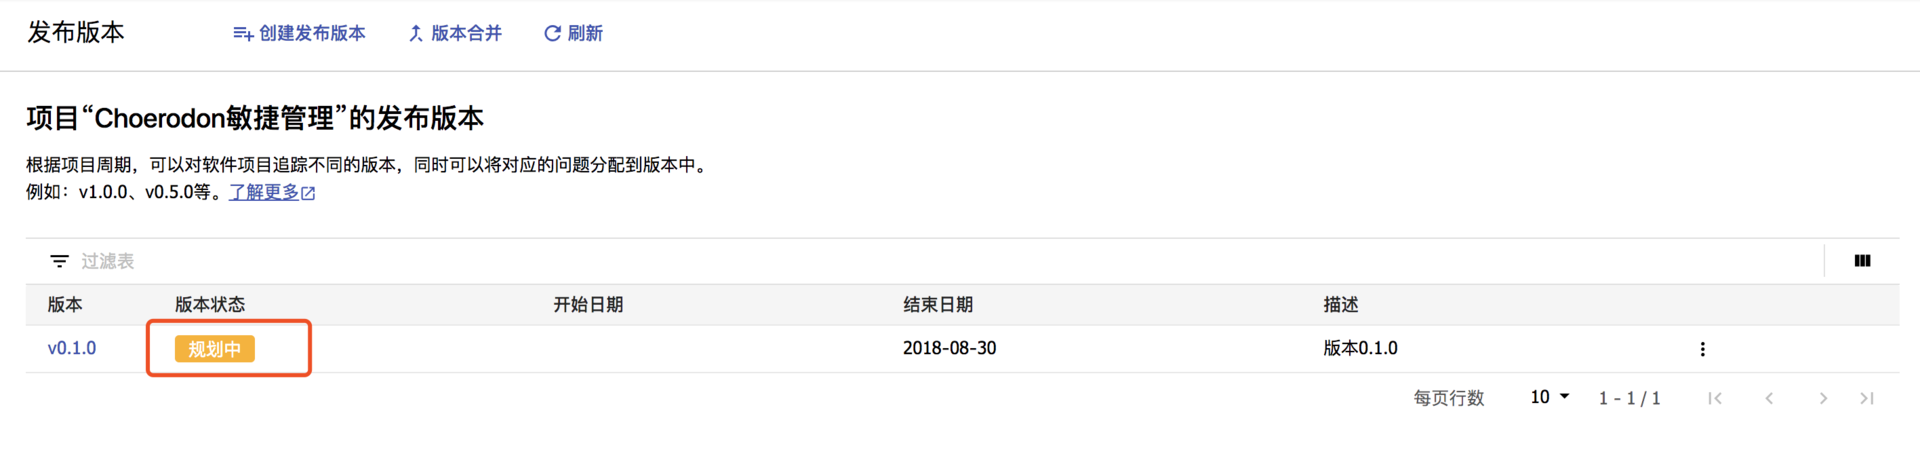 发布版本 创建发布版本 版本合并 刷新
项目“Choerodon敏捷管理”的发布版本
根据项目周期，可以对软件项目追踪不同的版本，同时可以将对应的问题分配到版本中。
例如：v1.0.0、v0.5.0等。了解更多
过滤表
版本 版本状态 开始日期 结束日期 描述
v0.1.0 规划中 2018-08-30 版本0.1.0
每页行数 10 1 - 1 / 1